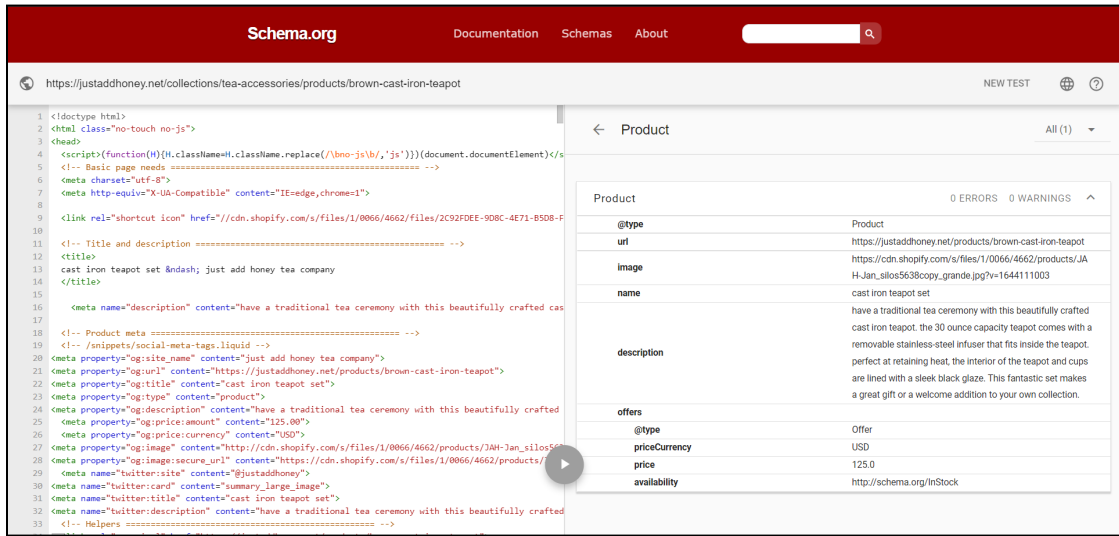 Schema.org
Documentation Schemas About
https://justaddhoney.net/collections/tea-accessories/products/brown-cast-iron-teapot
NEW TEST
1 <!doctype html>
2 <html class="no-touch no-js">
3 <head>
4 <script>(function(H){H.className=H.className.replace(/\bno-js\b/,'js')})(document.documentElement)</s
5 <!-- Basic page needs ================================================== -->
6 <meta charset="utf-8">
7 <meta http-equiv="X-UA-Compatible" content="IE=edge,chrome=1">
8
9 <link rel="shortcut icon" href="//cdn.shopify.com/s/files/1/0066/4662/files/2C92FDEE-9D8C-4E71-B5D8-F
10
11 <!-- Title and description ================================================== -->
12 <title>
13 cast iron teapot set &ndash; just add honey tea company
14 </title>
15
16 <meta name="description" content="have a traditional tea ceremony with this beautifully crafted cas
17
18 <!-- Product meta ================================================== -->
19 <!-- /snippets/social-meta-tags.liquid -->
20 <meta property="og:site_name" content="just add honey tea company">
21 <meta property="og:url" content="https://justaddhoney.net/products/brown-cast-iron-teapot">
22 <meta property="og:title" content="cast iron teapot set">
23 <meta property="og:type" content="product">
24 <meta property="og:description" content="have a traditional tea ceremony with this beautifully crafted
25 <meta property="og:price:amount" content="125.00">
26 <meta property="og:price:currency" content="USD">
27 <meta property="og:image" content="http://cdn.shopify.com/s/files/1/0066/4662/products/JAH-Jan_silos56
28 <meta property="og:image:secure_url" content="https://cdn.shopify.com/s/files/1/0066/4662/products/
29 <meta name="twitter:site" content="@justaddhoney">
30 <meta name="twitter:card" content="summary_large_image">
31 <meta name="twitter:title" content="cast iron teapot set">
32 <meta name="twitter:description" content="have a traditional tea ceremony with this beautifully crafted
33 <!-- Helpers ================================================== -->
Product
All (1)
Product 0 ERRORS 0 WARNINGS
@type Product
url https://justaddhoney.net/products/brown-cast-iron-teapot
image https://cdn.shopify.com/s/files/1/0066/4662/products/JA
H-Jan_silos5638copy_grande.jpg?v=1644111003
name cast iron teapot set
description have a traditional tea ceremony with this beautifully crafted
cast iron teapot. the 30 ounce capacity teapot comes with a
removable stainless-steel infuser that fits inside the teapot.
perfect at retaining heat, the interior of the teapot and cups
are lined with a sleek black glaze. This fantastic set makes
a great gift or a welcome addition to your own collection.
offers
@type Offer
priceCurrency USD
price 125.0
availability http://schema.org/InStock